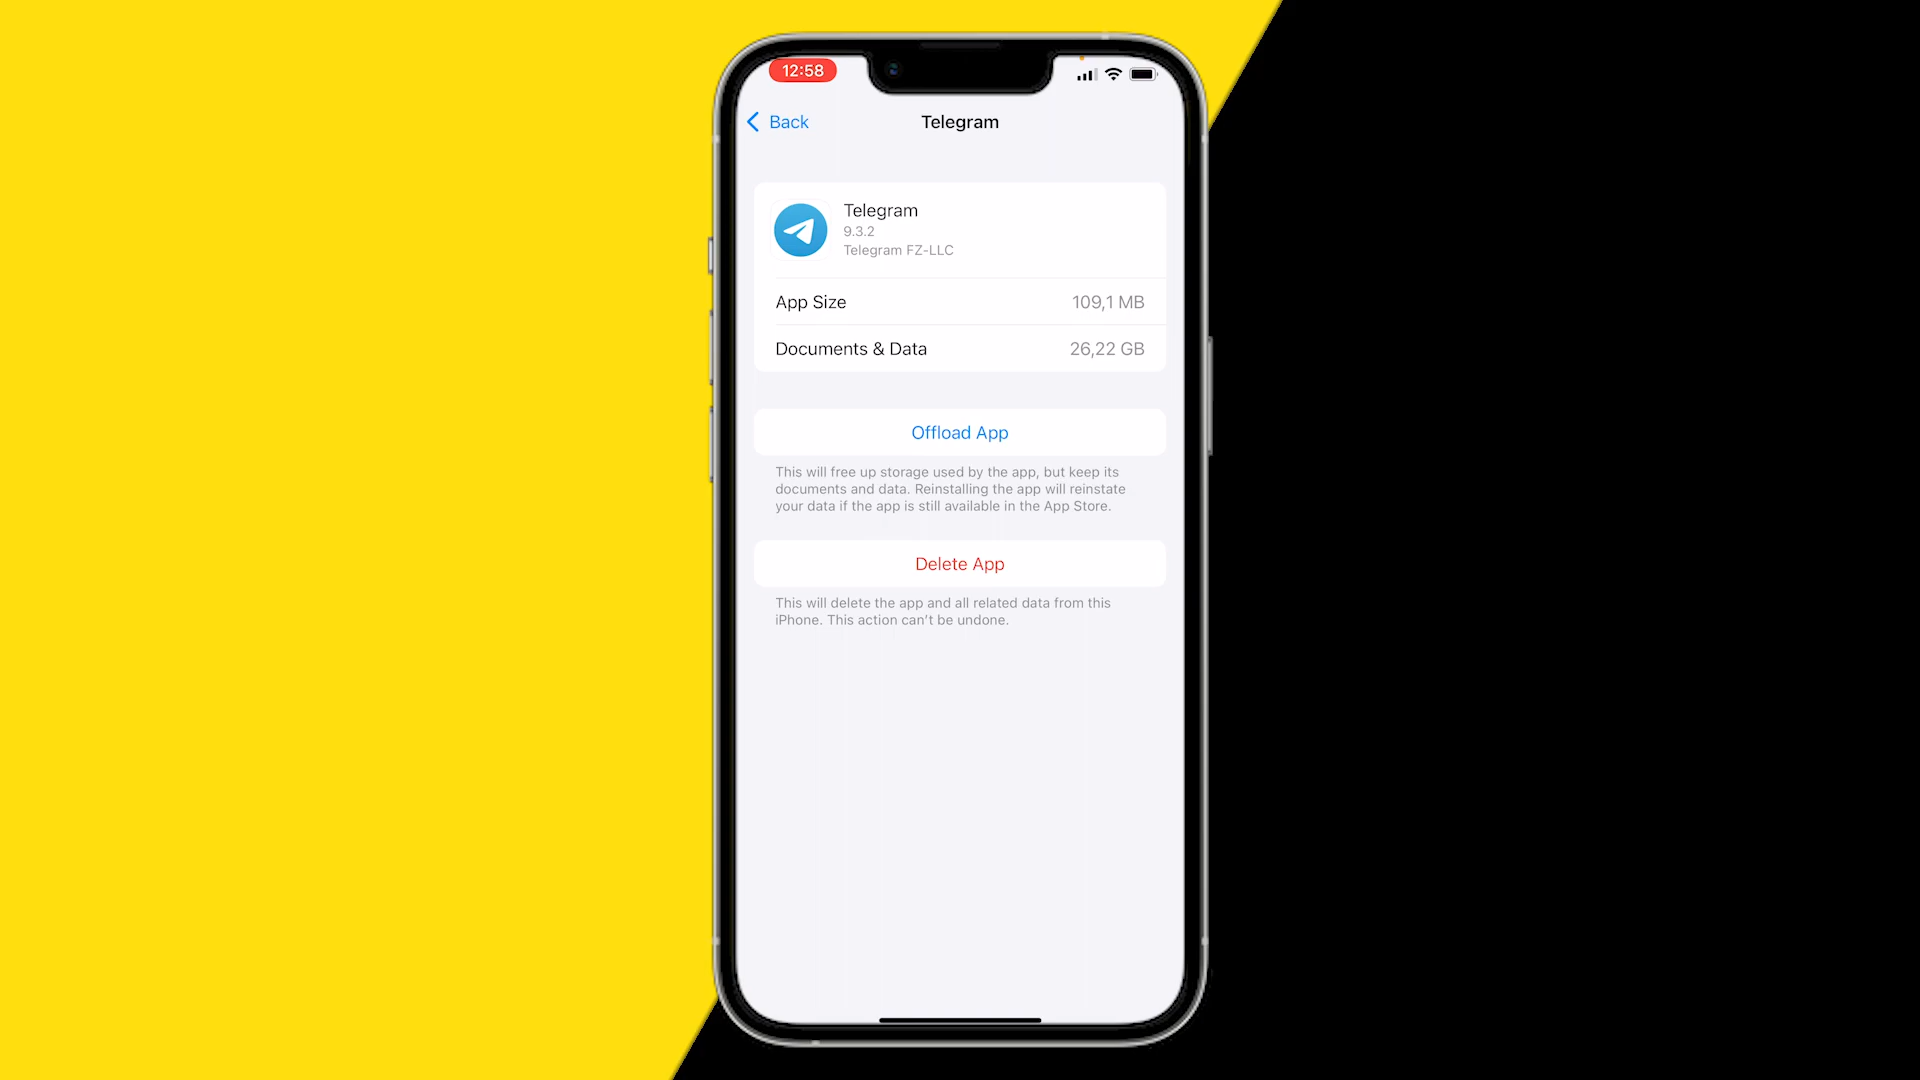 12:58
Back
Telegram
Telegram
9.3.2
Telegram FZ-LLC
App Size
109,1 MB
Documents & Data
26,22 GB
Offload App
This will free up storage used by the app, but keep its
documents and data. Reinstalling the app will reinstate
your data if the app is still available in the App Store.
Delete App
This will delete the app and all related data from this
iPhone. This action can't be undone.